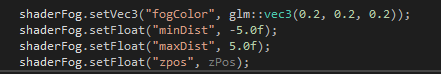 shaderFog.setVec3("fogColor", glm::vec3(0.2, 0.2, 0.2));
shaderFog.setFloat("minDist", -5.0f);
shaderFog.setFloat("maxDist", 5.0f);
shaderFog.setFloat("zpos", zPos);